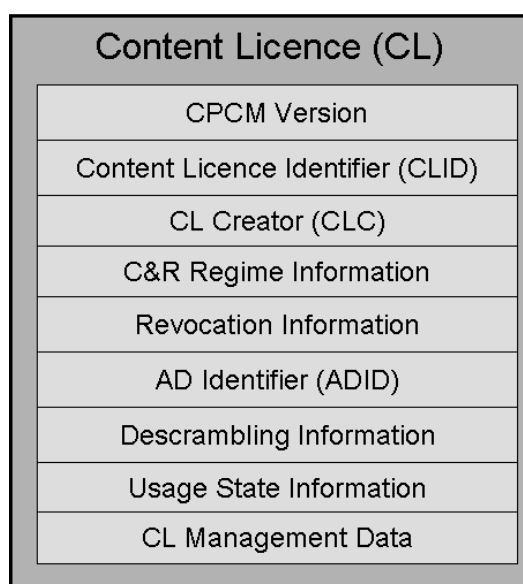 Content Licence (CL)
CPCM Version
Content Licence Identifier (CLID)
CL Creator (CLC)
C&R Regime Information
Revocation Information
AD Identifier (ADID)
Descrambling Information
Usage State Information
CL Management Data